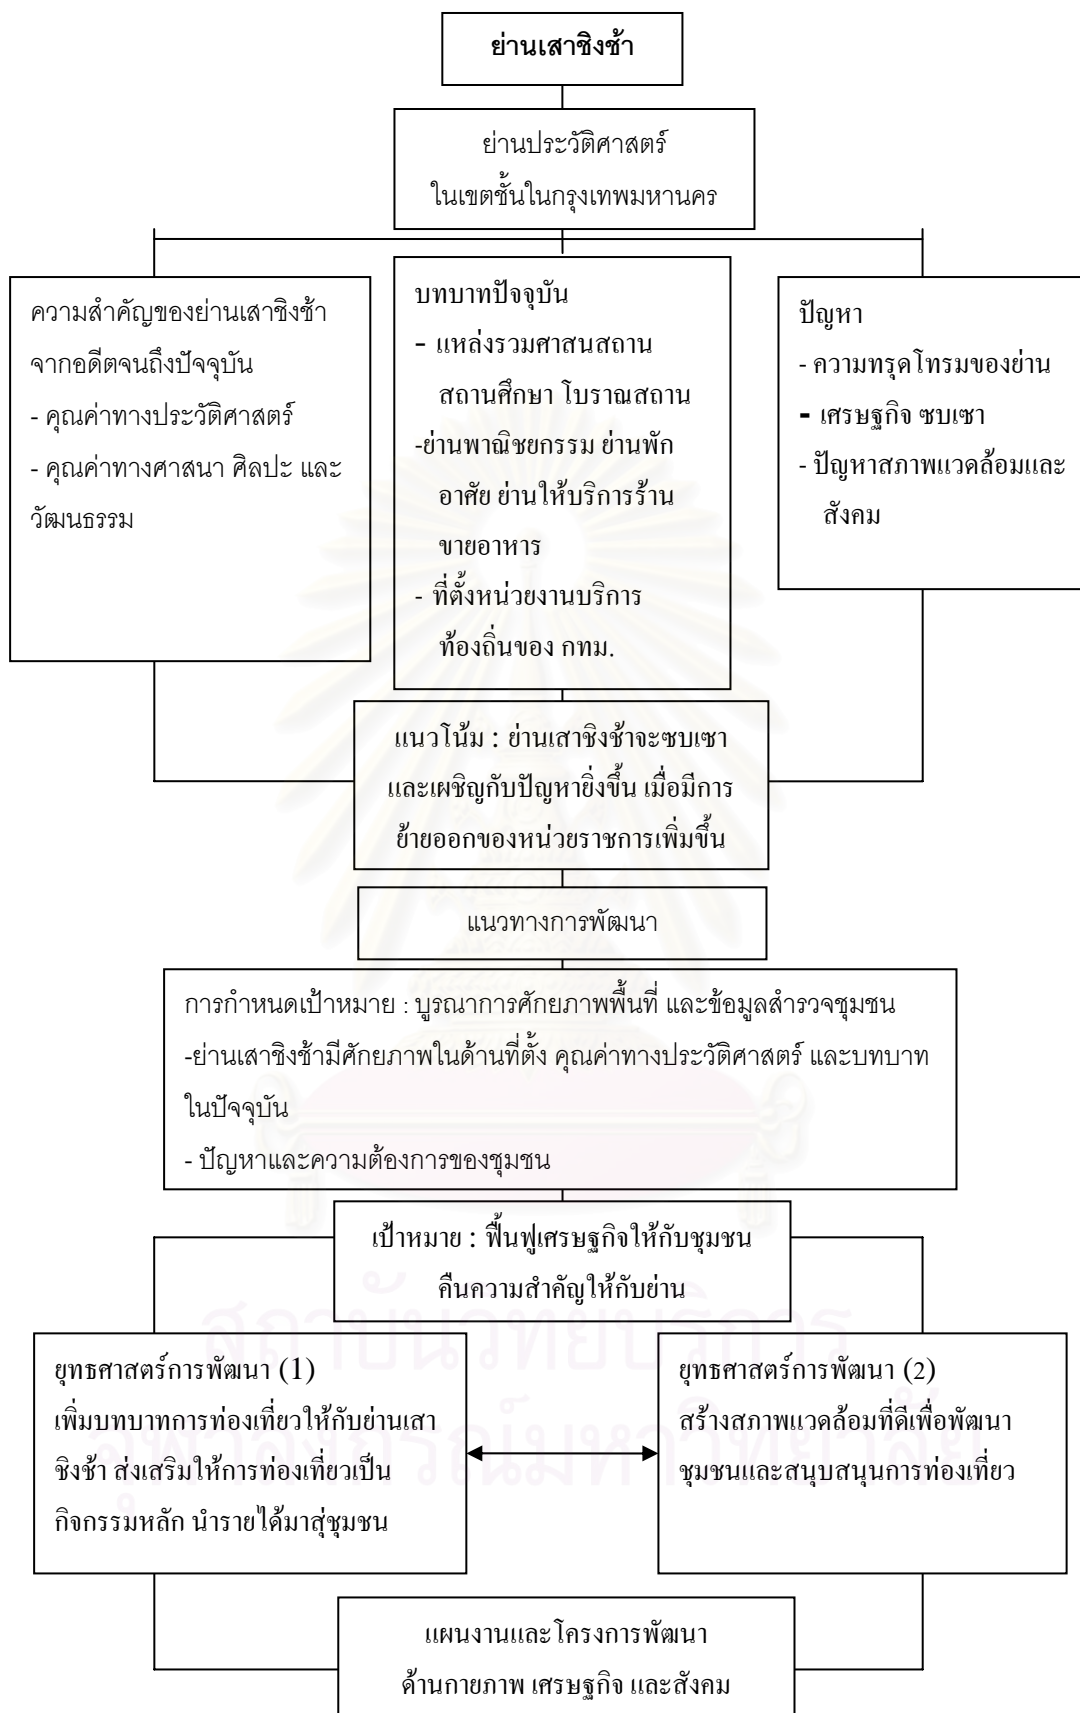 ย่านเสาชิงช้า
ย่านประวัติศาสตร์
ในเขตชั้นในกรุงเทพมหานคร
ความสำคัญของย่านเสาชิงช้า
จากอดีตจนถึงปัจจุบัน
- คุณค่าทางประวัติศาสตร์
- คุณค่าทางศาสนา ศิลปะ และ
วัฒนธรรม
บทบาทปัจจุบัน
- แหล่งรวมศาสนสถาน
สถานศึกษา โบราณสถาน
-ย่านพาณิชยกรรม ย่านพัก
อาศัย ย่านให้บริการร้าน
ขายอาหาร
- ที่ตั้งหน่วยงานบริการ
ท้องถิ่นของ กทม.
ปัญหา
- ความทรุดโทรมของย่าน
- เศรษฐกิจ ซบเซา
- ปัญหาสภาพแวดล้อมและ
สังคม
แนวโน้ม : ย่านเสาชิงช้าจะซบเซา
และเผชิญกับปัญหายิ่งขึ้น เมื่อมีการ
ย้ายออกของหน่วยราชการเพิ่มขึ้น
แนวทางการพัฒนา
การกำหนดเป้าหมาย : บูรณาการศักยภาพพื้นที่ และข้อมูลสำรวจชุมชน
-ย่านเสาชิงช้ามีศักยภาพในด้านที่ตั้ง คุณค่าทางประวัติศาสตร์ และบทบาท
ในปัจจุบัน
- ปัญหาและความต้องการของชุมชน
เป้าหมาย : ฟื้นฟูเศรษฐกิจให้กับชุมชน
คืนความสำคัญให้กับย่าน
ยุทธศาสตร์การพัฒนา (1)
เพิ่มบทบาทการท่องเที่ยวให้กับย่านเสา
ชิงช้า ส่งเสริมให้การท่องเที่ยวเป็น
กิจกรรมหลัก นำรายได้มาสู่ชุมชน
ยุทธศาสตร์การพัฒนา (2)
สร้างสภาพแวดล้อมที่ดีเพื่อพัฒนา
ชุมชนและสนุบสนุนการท่องเที่ยว
แผนงานและโครงการพัฒนา
ด้านกายภาพ เศรษฐกิจ และสังคม
สถาบันวิทยบริการ
จุฬาลงกรณ์มหาวิทยาลัย